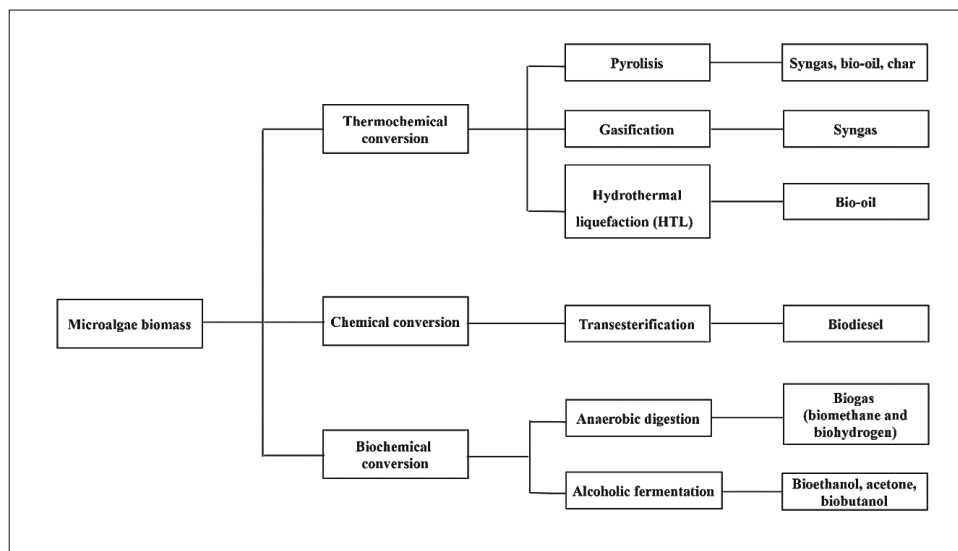 Pyrolisis
Syngas, bio-oil, char
Thermochemical
conversion
Gasification
Syngas
Hydrothermal
liquefaction (HTL)
Bio-oil
Microalgae biomass
Chemical conversion
Transesterification
Biodiesel
Biochemical
conversion
Anaerobic digestion
Biogas
(biomethane and
biohydrogen)
Alcoholic fermentation
Bioethanol, acetone,
biobutanol